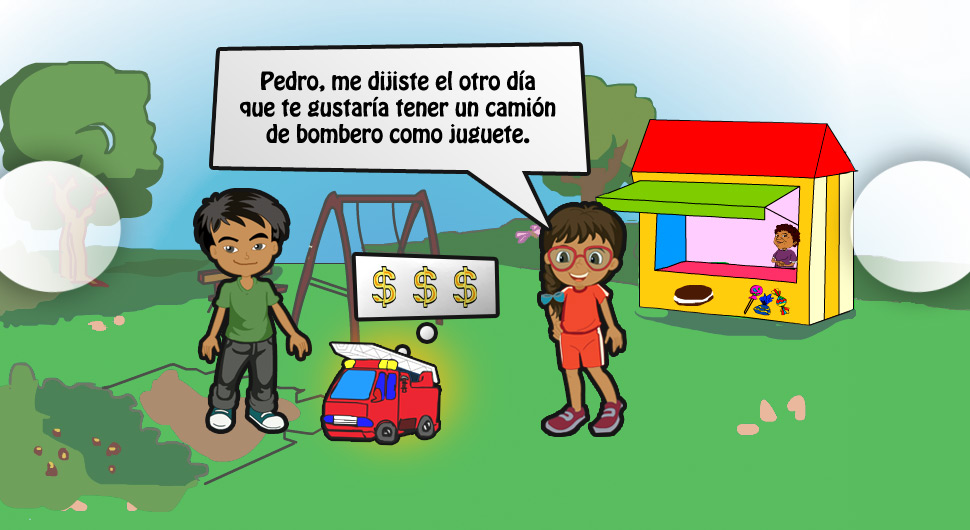 Pedro, me dijiste el otro día
que te gustaría tener un camión
de bombero como juguete.
$ $ $